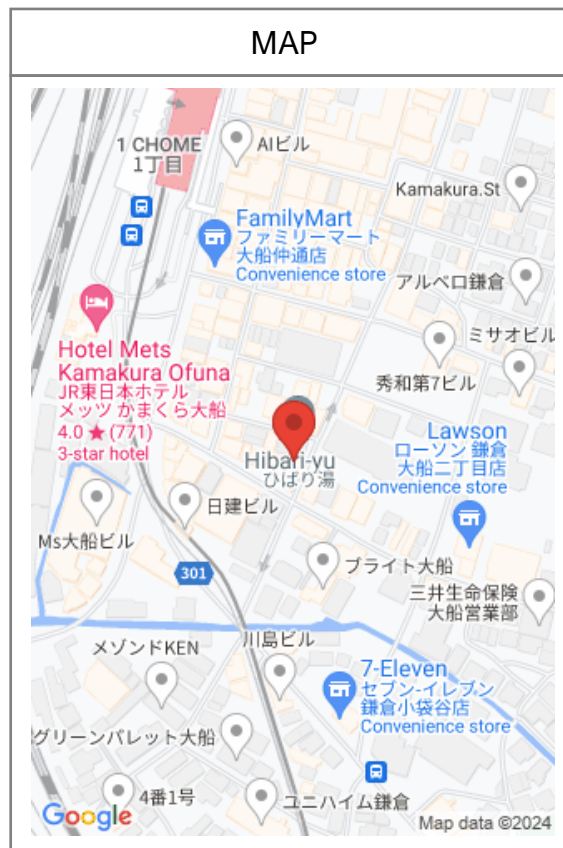 MAP
1 CHOME
1丁目
AIビル
Kamakura.St
FamilyMart
ファミリーマート
大船仲通店
Convenience store
アルベロ鎌倉
ミサオビル
Hotel Mets
Kamakura Ofuna
JR東日本ホテル
メッツ かまくら大船
4.0 ★ (771)
3-star hotel
秀和第7ビル
Lawson
ローソン 鎌倉
大船二丁目店
Convenience store
Hibari-yu
ひばり湯
日建ビル
Ms大船ビル
ブライト大船
301
三井生命保険
大船営業部
川島ビル
メゾンドKEN
7-Eleven
セブン-イレブン
鎌倉小袋谷店
Convenience store
グリーンバレット大船
4番1号
ユニハイム鎌倉
Google
Map data ©2024